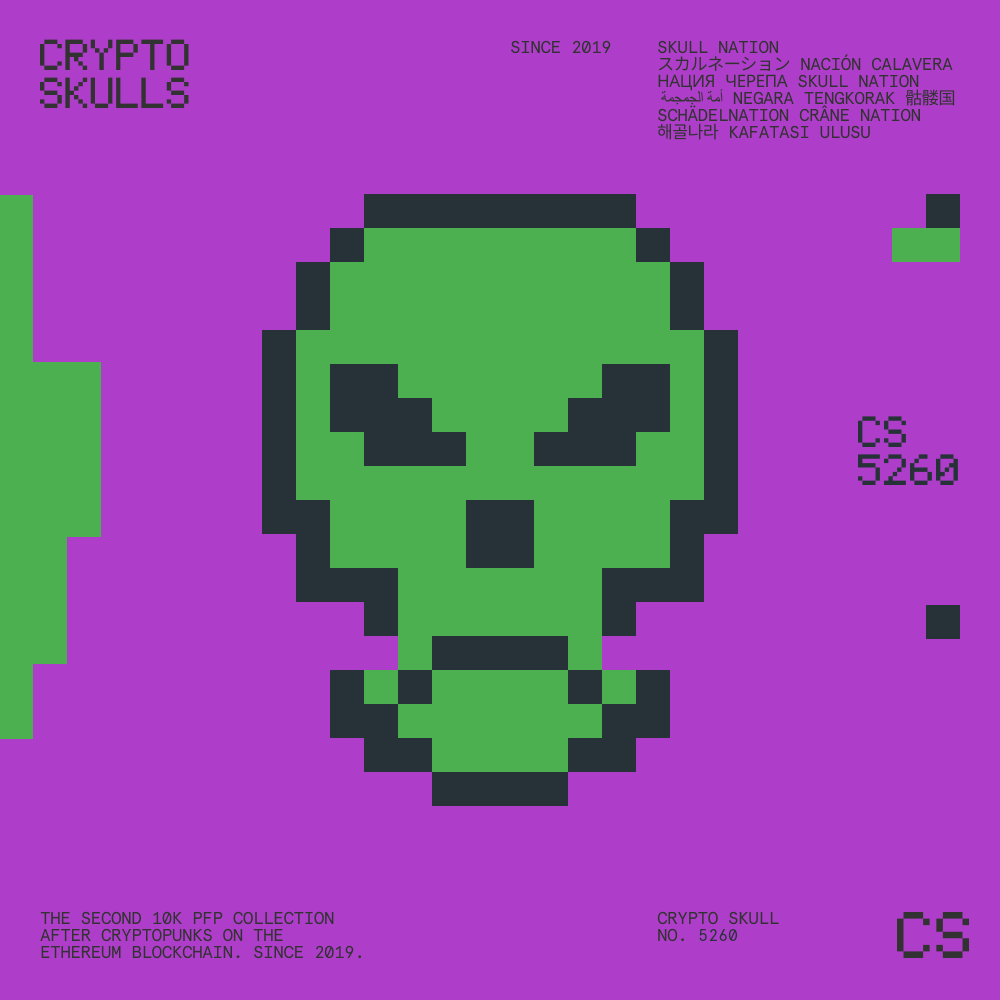 CRYPTO
SKULLS
SINCE 2019
SKULL NATION
スカルネーション NACIÓN CALAVERA
НАЦИЯ ЧЕРЕПА SKULL NATION
أمة الجمجمة NEGARA TENGKORAK 骷髅国
SCHÄDELNATION CRÂNE NATION
해골나라 KAFATASI ULUSU
CS
5260
THE SECOND 10K PFP COLLECTION
AFTER CRYPTOPUNKS ON THE
ETHEREUM BLOCKCHAIN. SINCE 2019.
CRYPTO SKULL
NO. 5260
CS